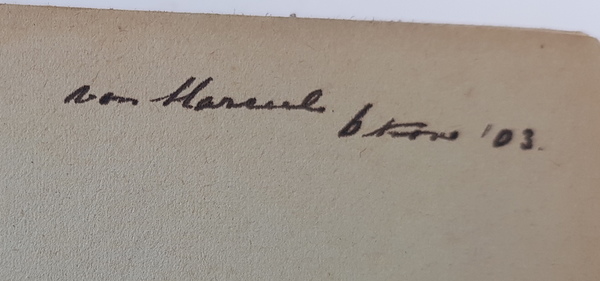 von Marcel. 6 Nov '03.